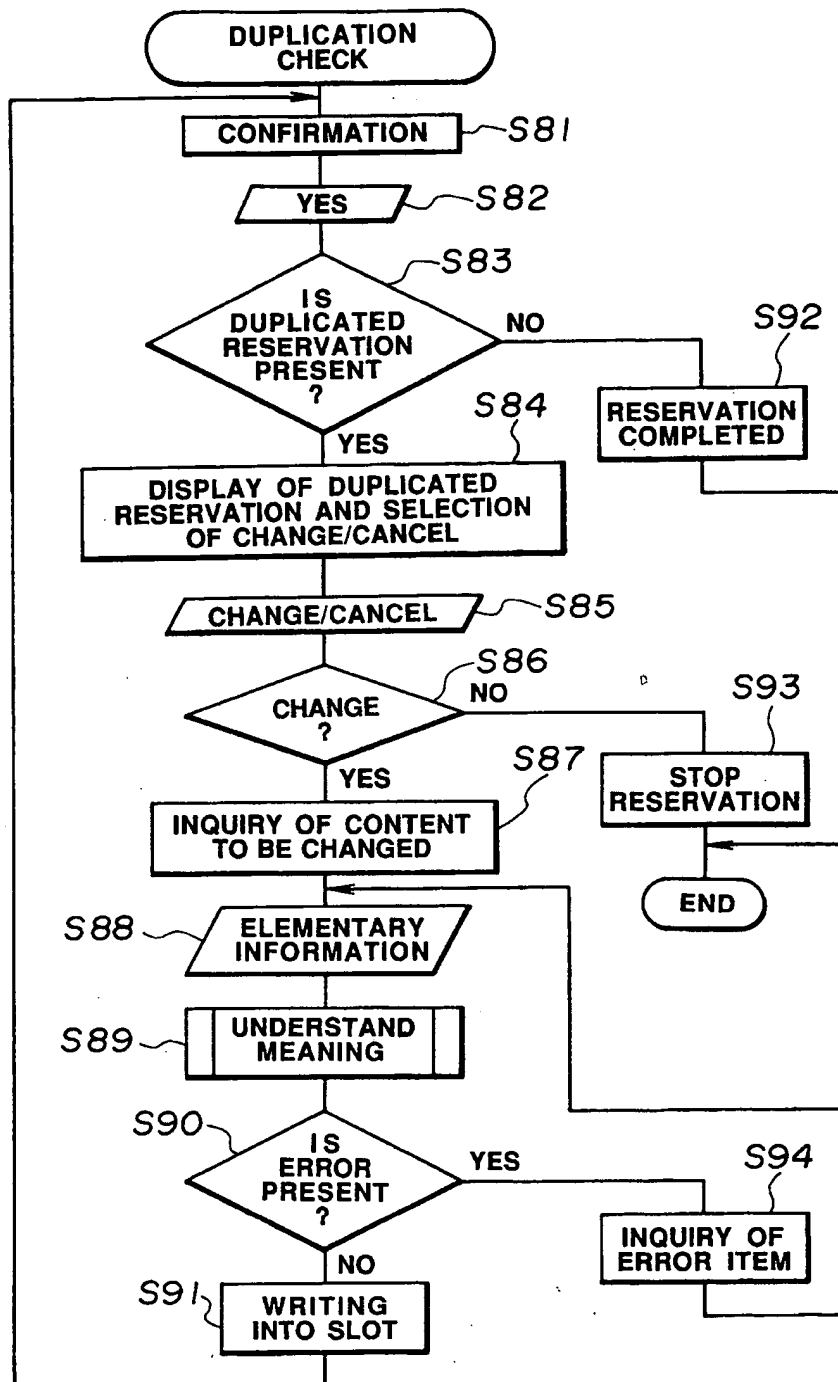 DUPLICATION
CHECK
CONFIRMATION
S81
YES
S82
S83
IS
DUPLICATED
RESERVATION
PRESENT
?
NO
S92
RESERVATION
COMPLETED
YES
S84
DISPLAY OF DUPLICATED
RESERVATION AND SELECTION
OF CHANGE/CANCEL
CHANGE/CANCEL
S85
S86
CHANGE
?
NO
S93
STOP
RESERVATION
END
YES
S87
INQUIRY OF CONTENT
TO BE CHANGED
S88
ELEMENTARY
INFORMATION
S89
UNDERSTAND
MEANING
S90
IS
ERROR
PRESENT
?
YES
S94
INQUIRY OF
ERROR ITEM
NO
S91
WRITING
INTO SLOT